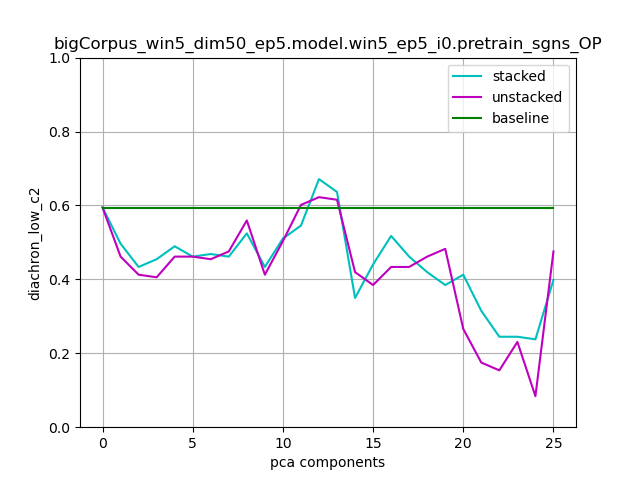 bigCorpus_win5_dim50_ep5.model.win5_ep5_i0.pretrain_sgns_OP
1.0
0.8
0.6
0.4
0.2
0.0
diachron_low_c2
stacked
unstacked
baseline
0 5 10 15 20 25
pca components